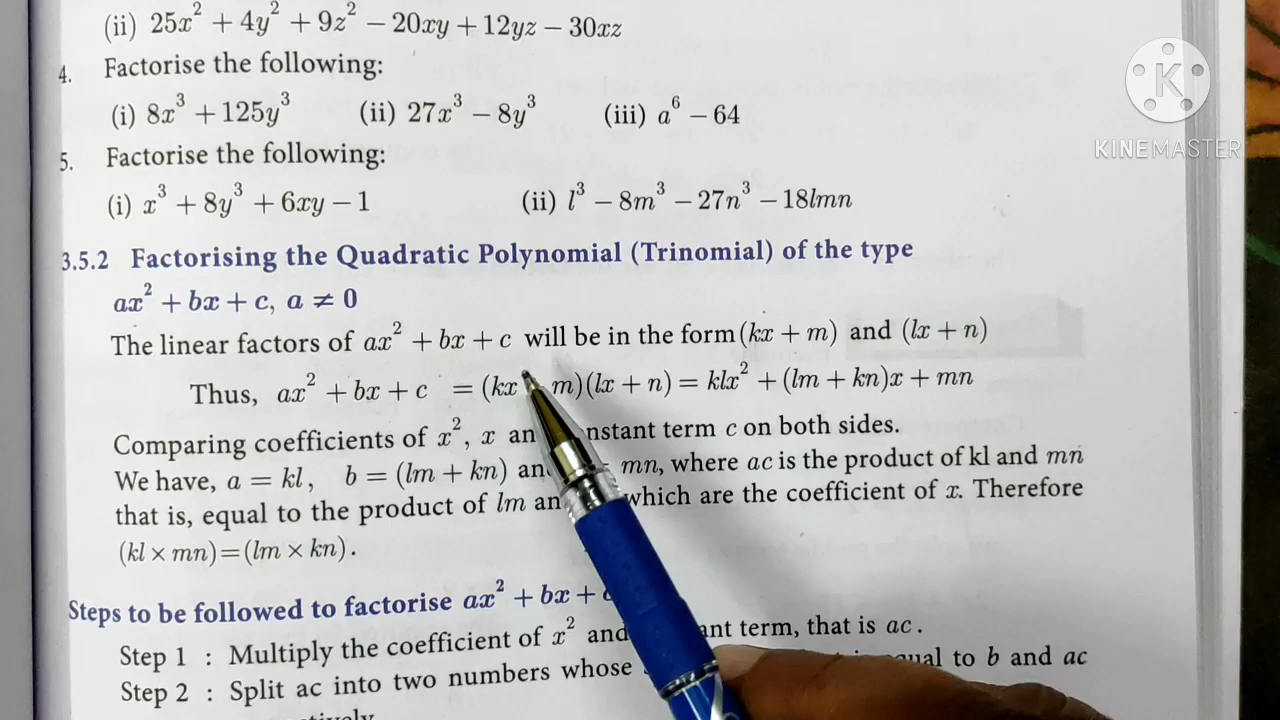 (ii) 25x² + 4y² + 9z² − 20xy + 12yz − 30xz
4. Factorise the following:
(i) 8x³ + 125y³ (ii) 27x³ − 8y³ (iii) a⁶ − 64
5. Factorise the following:
(i) x³ + 8y³ + 6xy − 1 (ii) l³ − 8m³ − 27n³ − 18lmn
3.5.2 Factorising the Quadratic Polynomial (Trinomial) of the type
ax² + bx + c, a ≠ 0
The linear factors of ax² + bx + c will be in the form (kx + m) and (lx + n)
Thus, ax² + bx + c = (kx m)(lx + n) = klx² + (lm + kn)x + mn
Comparing coefficients of x², x an nstant term c on both sides.
We have, a = kl, b = (lm + kn) an mn, where ac is the product of kl and mn
that is, equal to the product of lm an which are the coefficient of x. Therefore
(kl × mn)=(lm × kn).
Steps to be followed to factorise ax² + bx +
Step 1 : Multiply the coefficient of x² and ant term, that is ac.
Step 2 : Split ac into two numbers whose equal to b and ac
KINEMASTER
K